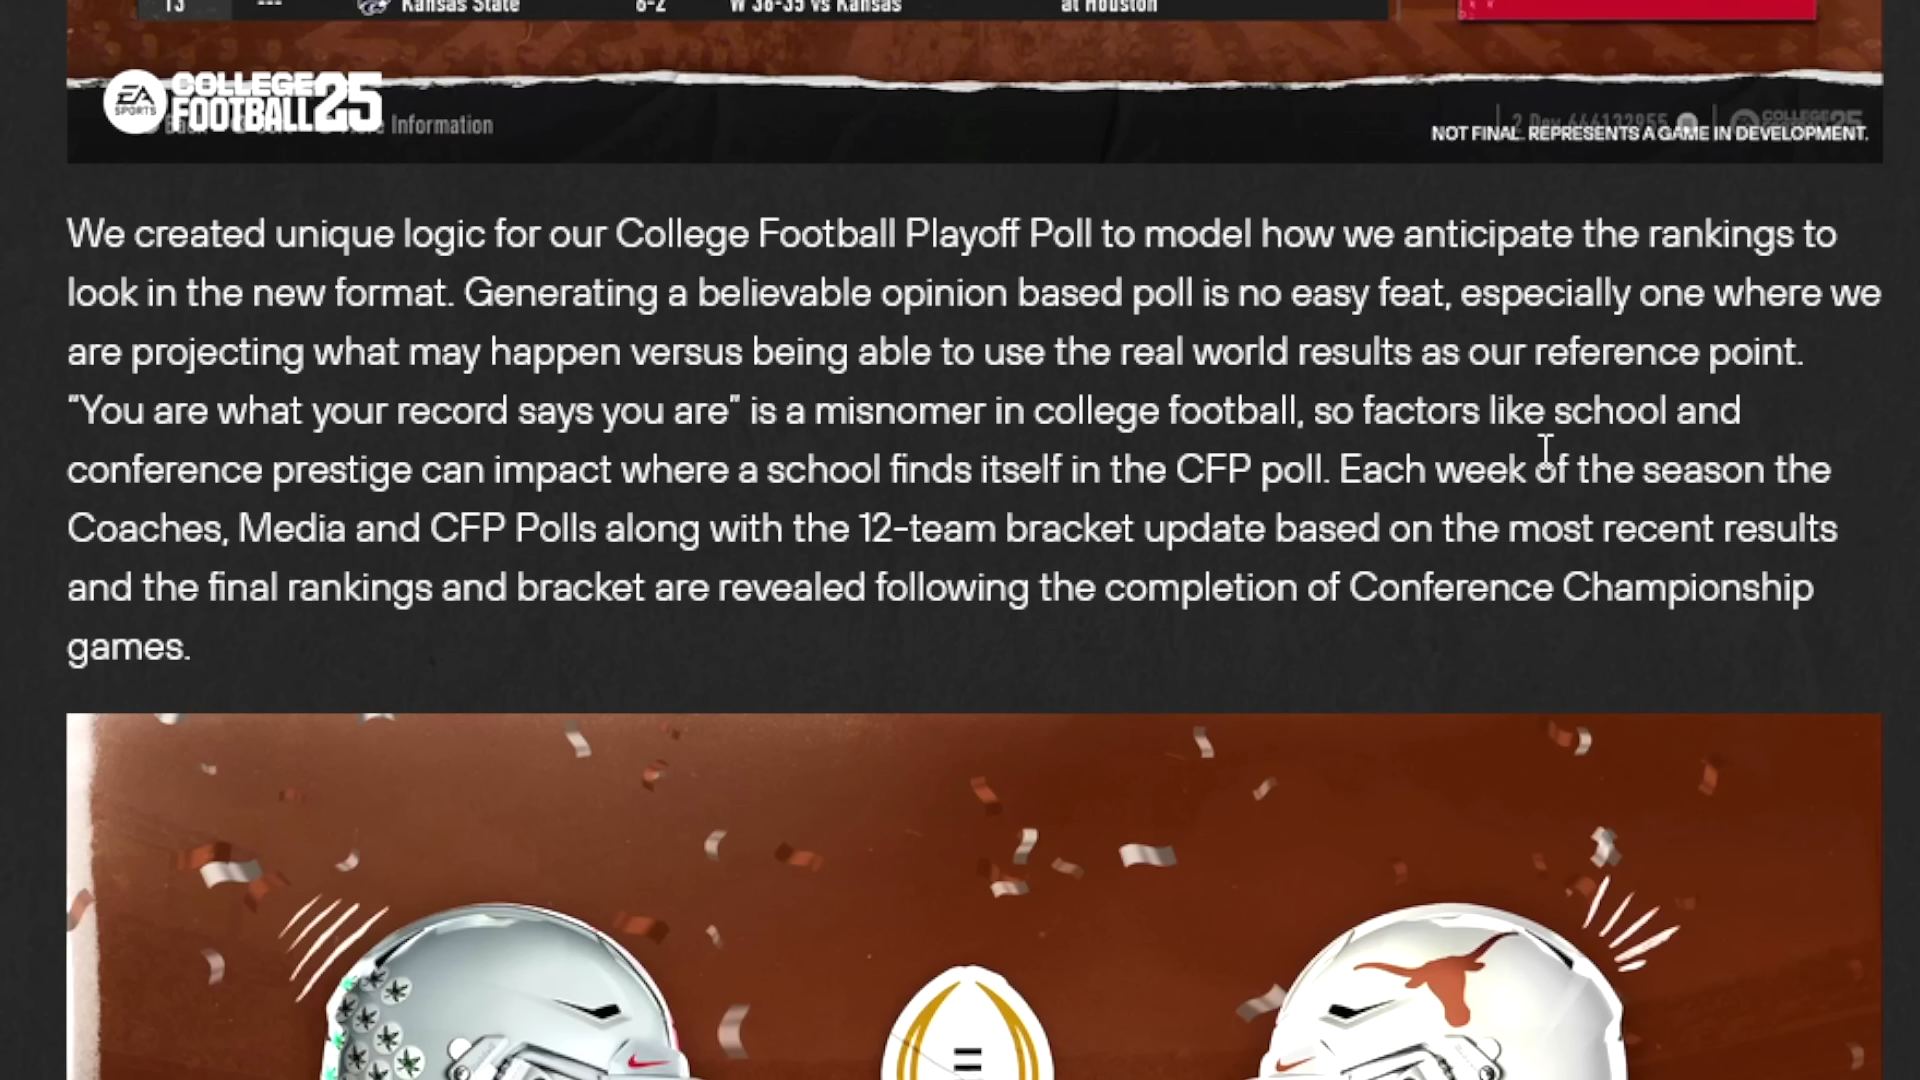 13 --- Kansas State 6-2 W 38-35 vs Kansas at Houston
EA SPORTS COLLEGE FOOTBALL 25
Information
NOT FINAL. REPRESENTS A GAME IN DEVELOPMENT.
We created unique logic for our College Football Playoff Poll to model how we anticipate the rankings to
look in the new format. Generating a believable opinion based poll is no easy feat, especially one where we
are projecting what may happen versus being able to use the real world results as our reference point.
“You are what your record says you are” is a misnomer in college football, so factors like school and
conference prestige can impact where a school finds itself in the CFP poll. Each week of the season the
Coaches, Media and CFP Polls along with the 12-team bracket update based on the most recent results
and the final rankings and bracket are revealed following the completion of Conference Championship
games.